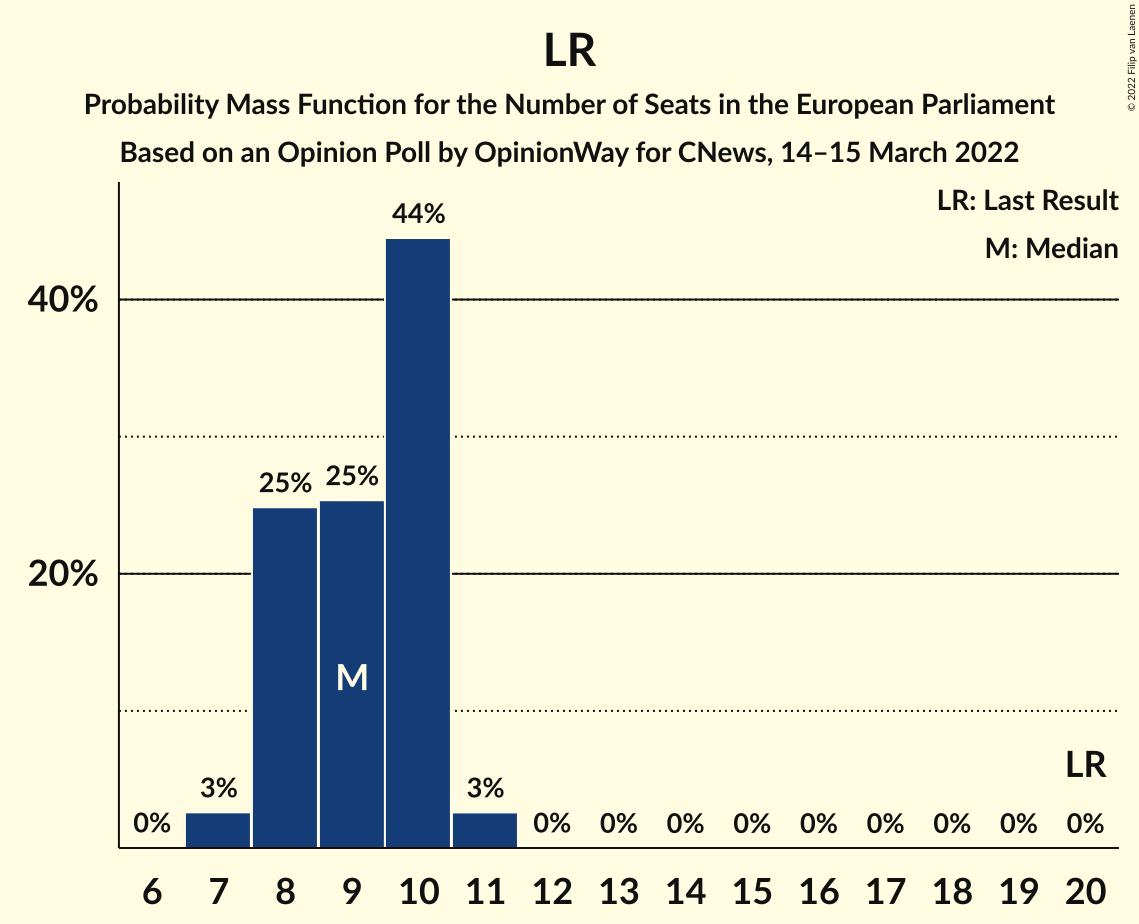 LR
Probability Mass Function for the Number of Seats in the European Parliament
Based on an Opinion Poll by OpinionWay for CNews, 14–15 March 2022
© 2022 Filip van Laenen
LR: Last Result
M: Median
44%
40%
25% 25%
20%
M
LR
0% 3% 3% 0% 0% 0% 0% 0% 0% 0% 0% 0%
6 7 8 9 10 11 12 13 14 15 16 17 18 19 20